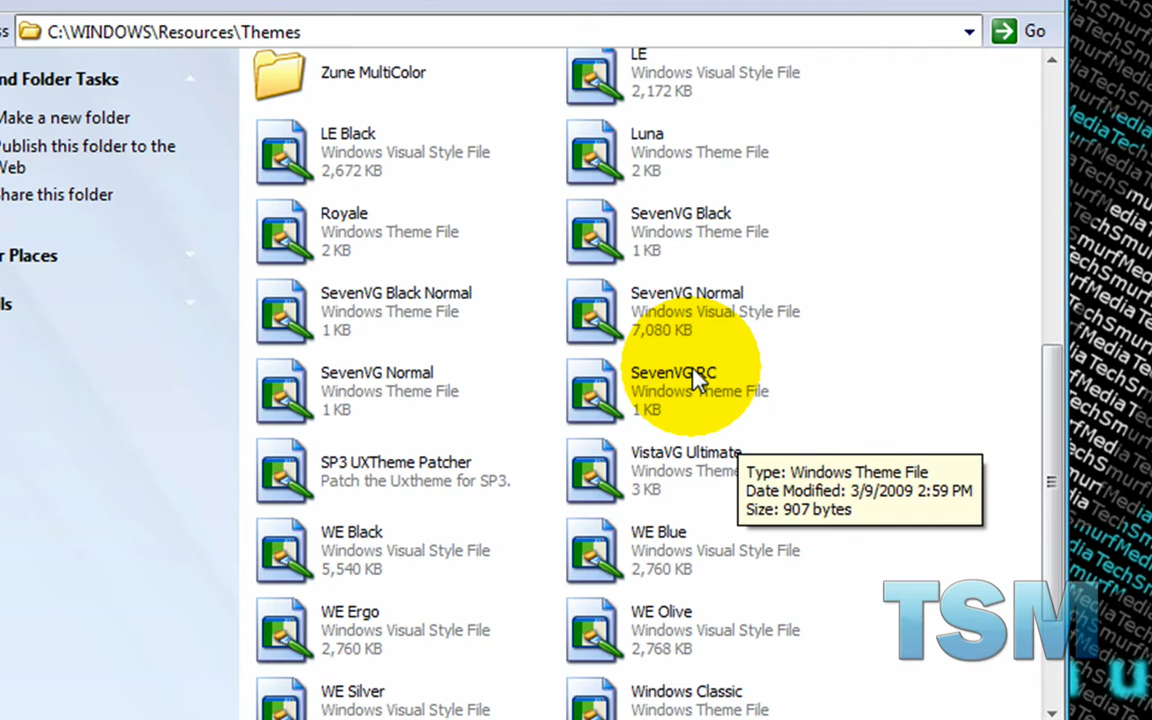 ss C:\WINDOWS\Resources\Themes Go
nd Folder Tasks
Make a new folder
Publish this folder to the
Web
Share this folder
r Places
ls
Zune MultiColor
LE
Windows Visual Style File
2,172 KB
LE Black
Windows Visual Style File
2,672 KB
Luna
Windows Theme File
2 KB
Royale
Windows Theme File
2 KB
SevenVG Black
Windows Theme File
1 KB
SevenVG Black Normal
Windows Theme File
1 KB
SevenVG Normal
Windows Visual Style File
7,080 KB
SevenVG Normal
Windows Theme File
1 KB
SevenVG RC
Windows Theme File
1 KB
SP3 UXTheme Patcher
Patch the Uxtheme for SP3.
VistaVG Ultimate
Windows Theme
3 KB
Type: Windows Theme File
Date Modified: 3/9/2009 2:59 PM
Size: 907 bytes
WE Black
Windows Visual Style File
5,540 KB
WE Blue
Windows Visual Style File
2,760 KB
WE Ergo
Windows Visual Style File
2,760 KB
WE Olive
Windows Visual Style File
2,768 KB
WE Silver
Windows Visual Style File
Windows Classic
Windows Theme File
TSM